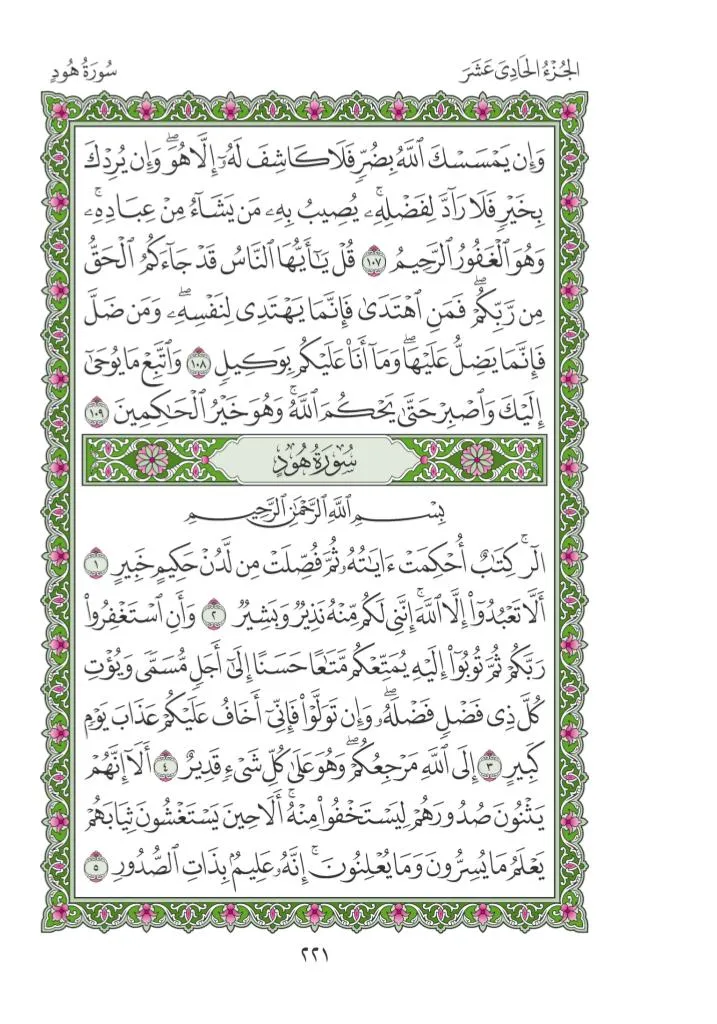 الجُزْءُ الحَادِى عَشَرَ
سُورَةُ هُودٍ
وَإِن يَمْسَسْكَ ٱللَّهُ بِضُرٍّ فَلَا كَاشِفَ لَهُۥٓ إِلَّا هُوَۖ وَإِن يُرِدْكَ
بِخَيْرٍ فَلَا رَآدَّ لِفَضْلِهِۦۚ يُصِيبُ بِهِۦ مَن يَشَآءُ مِنْ عِبَادِهِۦۚ
وَهُوَ ٱلْغَفُورُ ٱلرَّحِيمُ ١٠٧ قُلْ يَـٰٓأَيُّهَا ٱلنَّاسُ قَدْ جَآءَكُمُ ٱلْحَقُّ
مِن رَّبِّكُمْۖ فَمَنِ ٱهْتَدَىٰ فَإِنَّمَا يَهْتَدِى لِنَفْسِهِۦۖ وَمَن ضَلَّ
فَإِنَّمَا يَضِلُّ عَلَيْهَاۖ وَمَآ أَنَا۠ عَلَيْكُم بِوَكِيلٍ ١٠٨ وَٱتَّبِعْ مَا يُوحَىٰٓ
إِلَيْكَ وَٱصْبِرْ حَتَّىٰ يَحْكُمَ ٱللَّهُۚ وَهُوَ خَيْرُ ٱلْحَـٰكِمِينَ ١٠٩
سُورَةُ هُودٍ
بِسْمِ ٱللَّهِ ٱلرَّحْمَـٰنِ ٱلرَّحِيمِ
الٓرۚ كِتَـٰبٌ أُحْكِمَتْ ءَايَـٰتُهُۥ ثُمَّ فُصِّلَتْ مِن لَّدُنْ حَكِيمٍ خَبِيرٍ ١
أَلَّا تَعْبُدُوٓا۟ إِلَّا ٱللَّهَۚ إِنَّنِى لَكُم مِّنْهُ نَذِيرٌ وَبَشِيرٌ ٢ وَأَنِ ٱسْتَغْفِرُوا۟
رَبَّكُمْ ثُمَّ تُوبُوٓا۟ إِلَيْهِ يُمَتِّعْكُم مَّتَـٰعًا حَسَنًا إِلَىٰٓ أَجَلٍ مُّسَمًّى وَيُؤْتِ
كُلَّ ذِى فَضْلٍ فَضْلَهُۥۖ وَإِن تَوَلَّوْا۟ فَإِنِّىٓ أَخَافُ عَلَيْكُمْ عَذَابَ يَوْمٍ
كَبِيرٍ ٣ إِلَى ٱللَّهِ مَرْجِعُكُمْۖ وَهُوَ عَلَىٰ كُلِّ شَىْءٍ قَدِيرٌ ٤ أَلَآ إِنَّهُمْ
يَثْنُونَ صُدُورَهُمْ لِيَسْتَخْفُوا۟ مِنْهُۚ أَلَا حِينَ يَسْتَغْشُونَ ثِيَابَهُمْ
يَعْلَمُ مَا يُسِرُّونَ وَمَا يُعْلِنُونَۚ إِنَّهُۥ عَلِيمٌۢ بِذَاتِ ٱلصُّدُورِ ٥
٢٢١